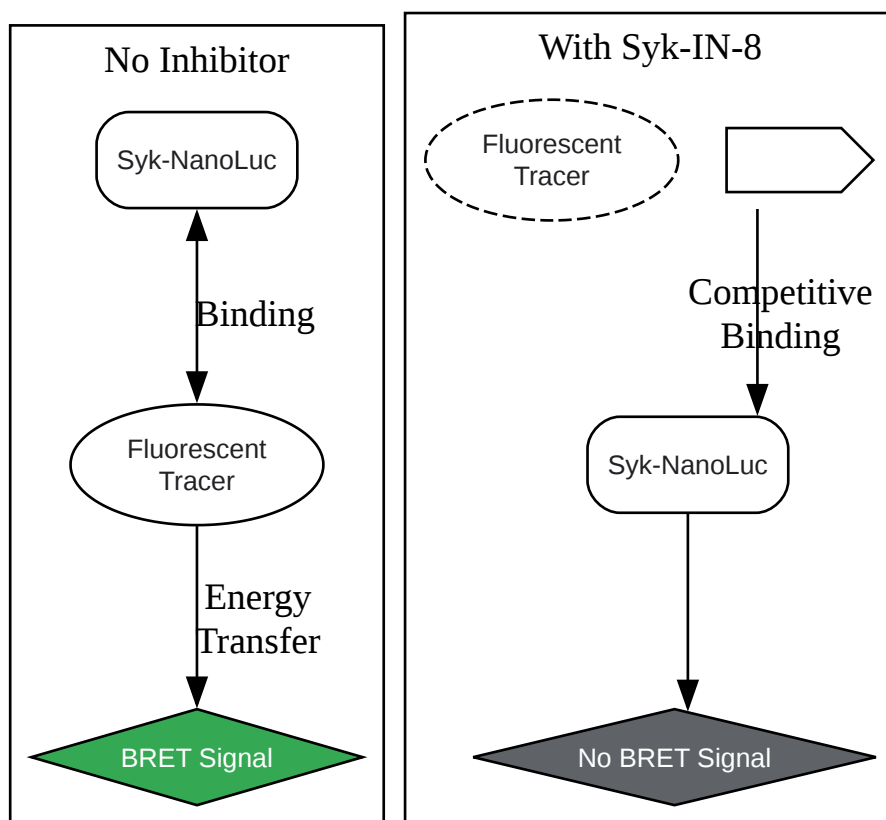 No Inhibitor
Syk-NanoLuc
Binding
Fluorescent
Tracer
Energy
Transfer
BRET Signal
With Syk-IN-8
Fluorescent
Tracer
Competitive
Binding
Syk-NanoLuc
No BRET Signal